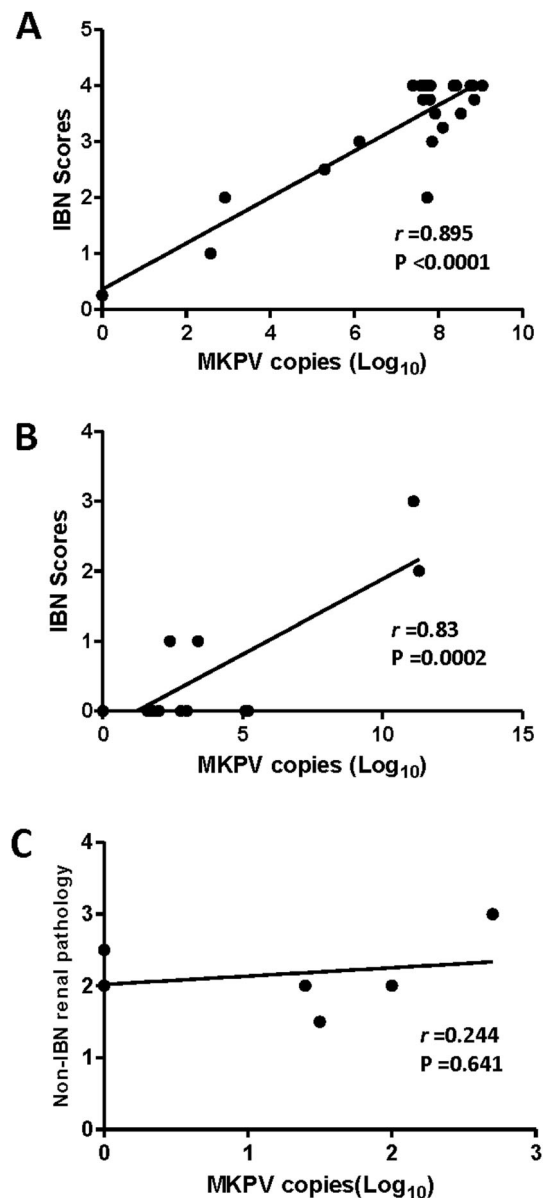 A
IBN Scores
5
4
3
2
1
0
0 2 4 6 8 10
r =0.895
P <0.0001
MKPV copies (Log10)
B
IBN Scores
4
3
2
1
0
0 5 10 15
r =0.83
P =0.0002
MKPV copies (Log10)
C
Non-IBN renal pathology
4
3
2
1
0
0 1 2 3
r =0.244
P =0.641
MKPV copies(Log10)